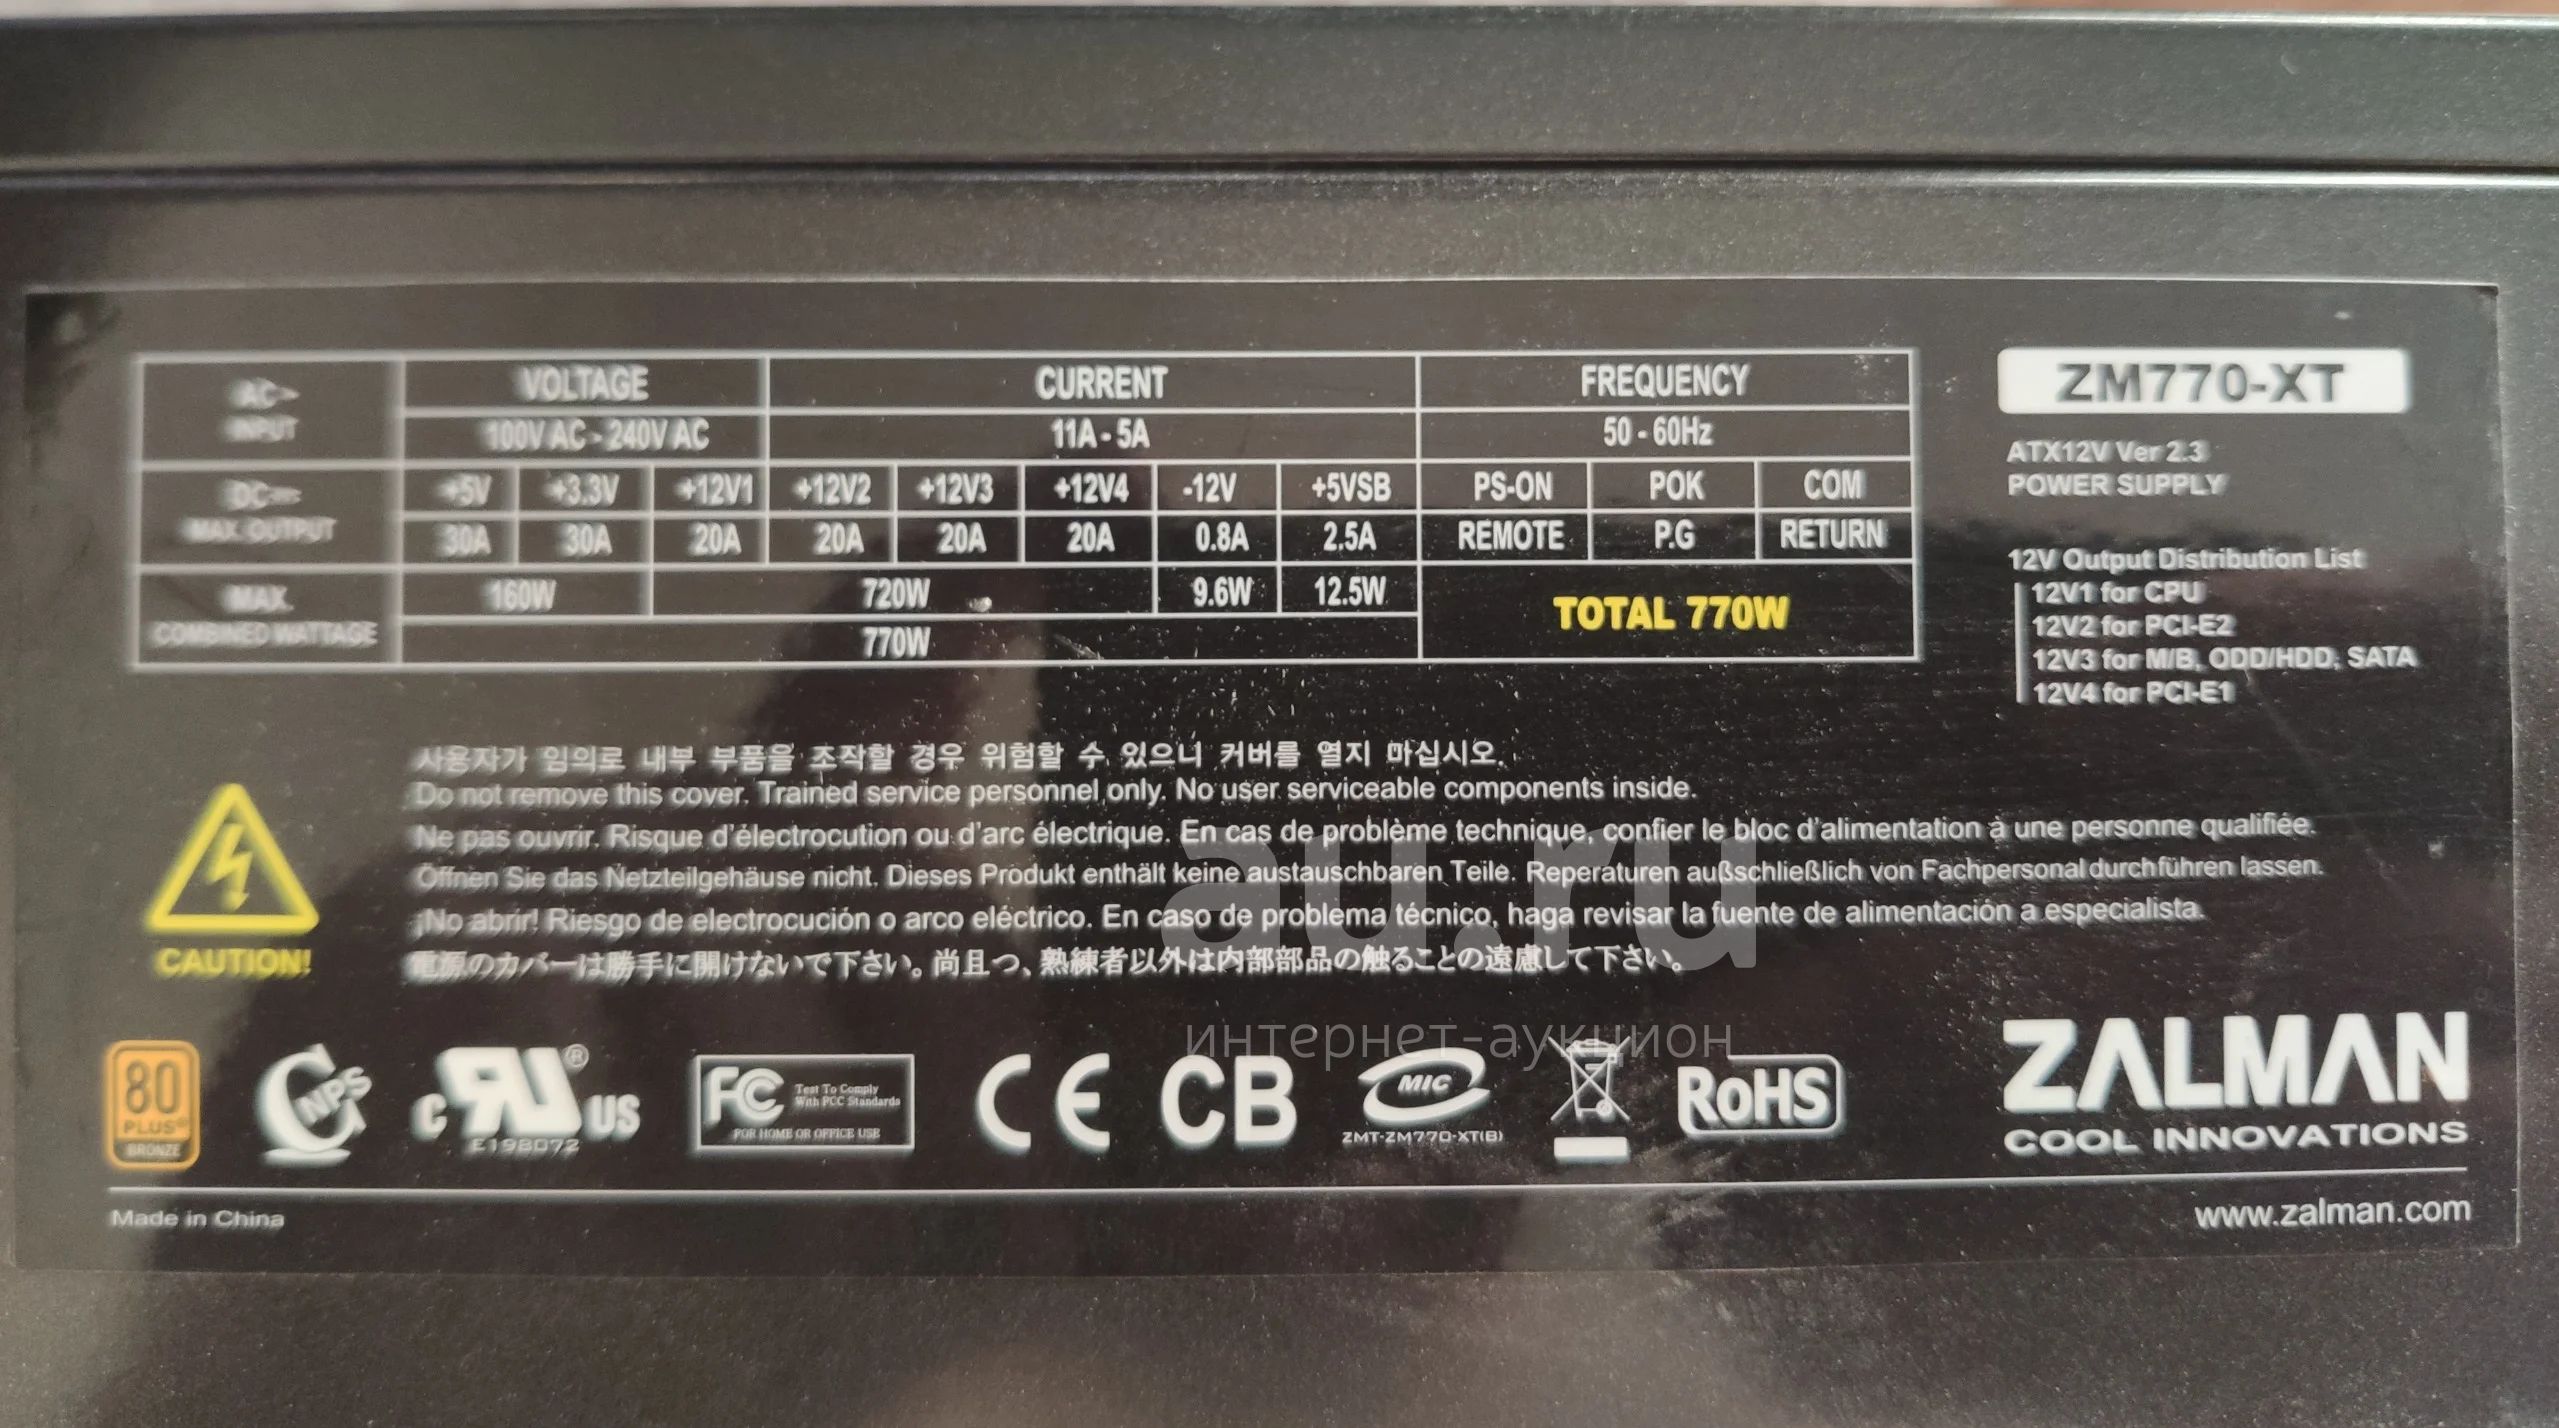 AC~ INPUT VOLTAGE CURRENT FREQUENCY
100V AC - 240V AC 11A - 5A 50 - 60Hz
DC MAX. OUTPUT +5V +3.3V +12V1 +12V2 +12V3 +12V4 -12V +5VSB PS-ON POK COM
30A 30A 20A 20A 20A 20A 0.8A 2.5A REMOTE P.G RETURN
MAX. COMBINED WATTAGE 160W 720W 9.6W 12.5W TOTAL 770W
770W
ZM770-XT
ATX12V Ver 2.3
POWER SUPPLY
12V Output Distribution List
12V1 for CPU
12V2 for PCI-E2
12V3 for M/B, ODD/HDD, SATA
12V4 for PCI-E1
사용자가 임의로 내부 부품을 조작할 경우 위험할 수 있으니 커버를 열지 마십시오.
Do not remove this cover. Trained service personnel only. No user serviceable components inside.
Ne pas ouvrir. Risque d'électrocution ou d'arc électrique. En cas de problème technique, confier le bloc d'alimentation à une personne qualifiée.
Öffnen Sie das Netzteilgehäuse nicht. Dieses Produkt enthält keine austauschbaren Teile. Reperaturen außschließlich von Fachpersonal durchführen lassen.
¡No abrir! Riesgo de electrocución o arco eléctrico. En caso de problema técnico, haga revisar la fuente de alimentación a especialista.
電源のカバーは勝手に開けないで下さい。尚且つ、熟練者以外は内部部品の触ることの遠慮して下さい。
CAUTION!
au.ru
интернет-аукцион
80 PLUS® BRONZE
CNPS
c RU® US
E198072
FC Test To Comply With FCC Standards
FOR HOME OR OFFICE USE
CE
CB
MIC
ZMT-ZM770-XT(B)
RoHS
ZALMAN
COOL INNOVATIONS
Made in China
www.zalman.com